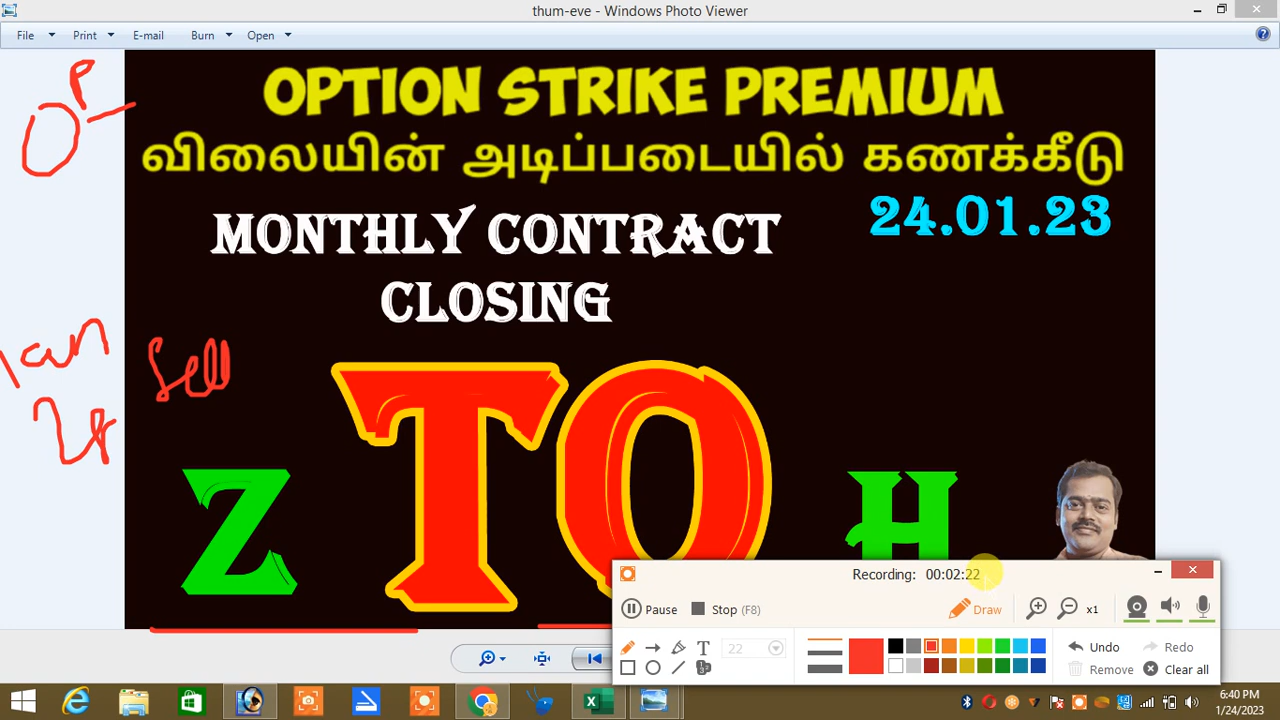 thum-eve - Windows Photo Viewer
File Print E-mail Burn Open
OPTION STRIKE PREMIUM
விலையின் அடிப்படையில் கணக்கீடு
MONTHLY CONTRACT
CLOSING
24.01.23
OP
Sell
Z TO H
Recording: 00:02:22
Pause Stop (F8) Draw x1
T 22 Undo Redo
Remove Clear all
6:40 PM
1/24/2023